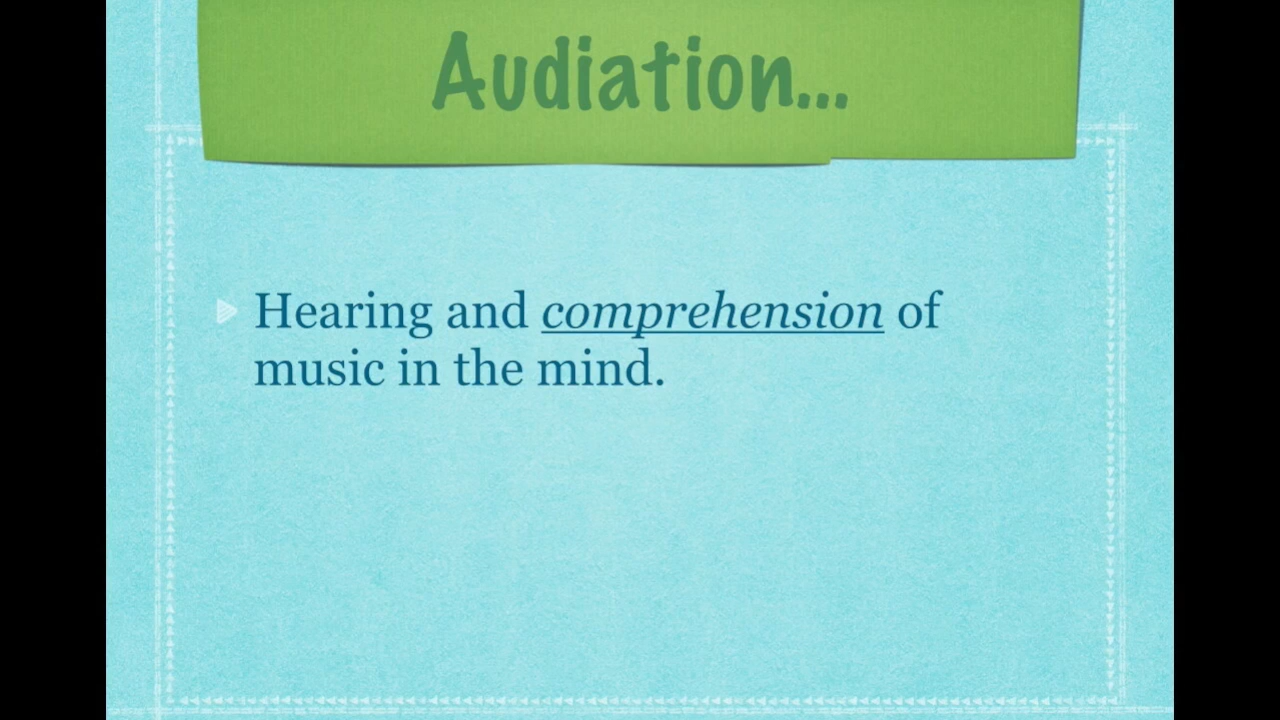 Audiation...
Hearing and comprehension of
music in the mind.